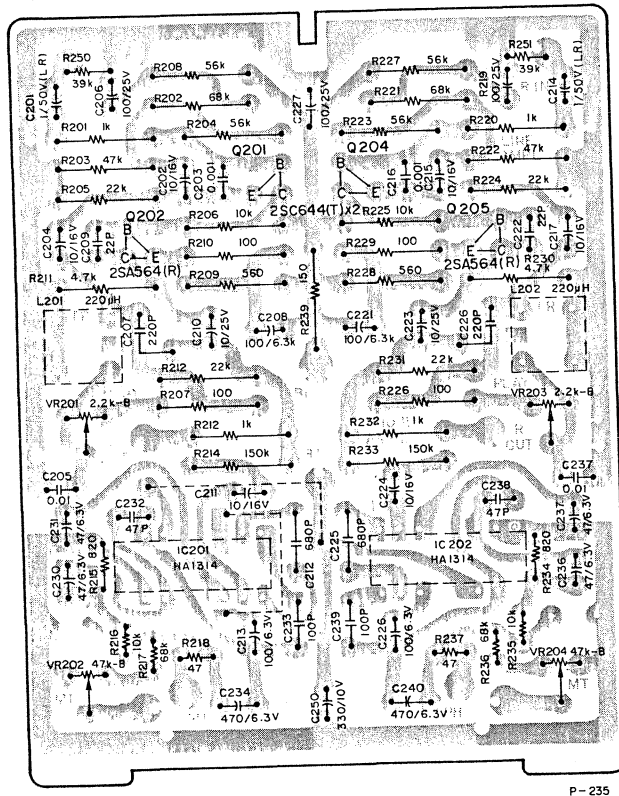 R250
39k
C201
1/50V(LR)
C206
100/25V
R208 56k
R202 68k
R204 56k
C227
100/25V
R227 56k
R221 68k
R223 56k
R219
100/25V
R251
39k
C214
1/50V(LR)
R201 1k
R203 47k
R205 22k
C202
10/16V
C203
0.001
Q201
B
E C
Q204
B
C E
C216
0.001
C215
10/16V
R220 1k
R222 47k
R224 22k
2SC644(T)x2
C204
10/16V
C209
22P
Q202
B
C E
2SA564(R)
R206 10k
R210 100
R209 560
R239
150
R225 10k
R229 100
R228 560
Q205
B
E C
2SA564(R)
C222
22P
C217
10/16V
R211 4.7k
R230
4.7k
L201 220μH
L202 220μH
C207
220P
C210
10/25V
C208
100/6.3k
C221
100/6.3k
C223
10/25V
C226
220P
R212 22k
R207 100
R212 1k
R214 150k
R231 22k
R226 100
R232 1k
R233 150k
VR201 2.2k-B
VR203 2.2k-B
R
OUT
C205
0.01
C211
10/16V
C224
10/16V
C237
0.01
C232
47P
C238
47P
C231
47/6.3V
C230
47/6.3V
R215 820
IC201
HA1314
680P
C212
C225
680P
IC202
HA1314
R234 820
C237
47/6.3V
C236
47/6.3V
R216
10k
R217
68k
R218
47
C213
100/6.3V
C233
100P
C239
100P
C226
100/6.3V
R237
47
R236
68k
R235
10k
VR202 47k-B
VR204 47k-B
MT
C234
470/6.3V
C250
330/10V
C240
470/6.3V
P-235